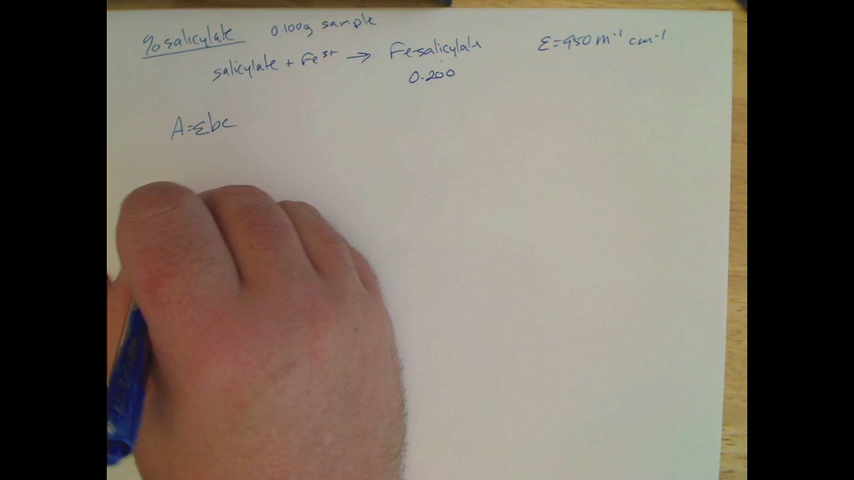 % salicylate 0.100g sample
salicylate + Fe³⁺ → Fe-salicylate ε=950 M⁻¹ cm⁻¹
0.200
A=εbc